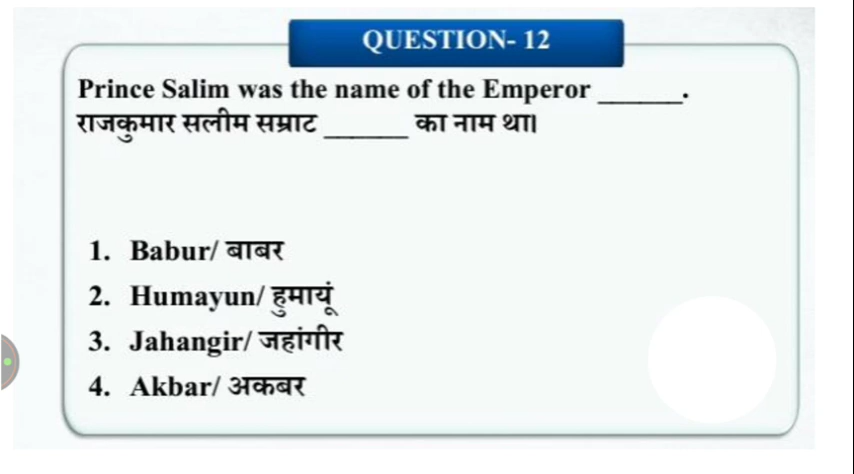 QUESTION- 12
Prince Salim was the name of the Emperor ______.
राजकुमार सलीम सम्राट ______ का नाम था।
1. Babur/ बाबर
2. Humayun/ हुमायूं
3. Jahangir/ जहांगीर
4. Akbar/ अकबर